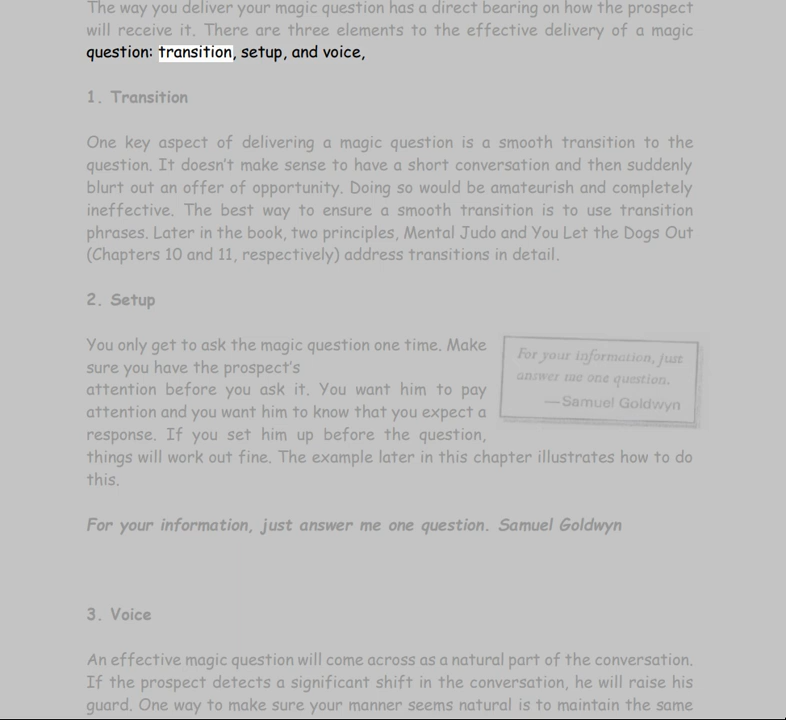 The way you deliver your magic question has a direct bearing on how the prospect
will receive it. There are three elements to the effective delivery of a magic
question: transition, setup, and voice,
1. Transition
One key aspect of delivering a magic question is a smooth transition to the
question. It doesn't make sense to have a short conversation and then suddenly
blurt out an offer of opportunity. Doing so would be amateurish and completely
ineffective. The best way to ensure a smooth transition is to use transition
phrases. Later in the book, two principles, Mental Judo and You Let the Dogs Out
(Chapters 10 and 11, respectively) address transitions in detail.
2. Setup
You only get to ask the magic question one time. Make
sure you have the prospect's
attention before you ask it. You want him to pay
attention and you want him to know that you expect a
response. If you set him up before the question,
things will work out fine. The example later in this chapter illustrates how to do
this.
For your information, just
answer me one question.
—Samuel Goldwyn
For your information, just answer me one question. Samuel Goldwyn
3. Voice
An effective magic question will come across as a natural part of the conversation.
If the prospect detects a significant shift in the conversation, he will raise his
guard. One way to make sure your manner seems natural is to maintain the same